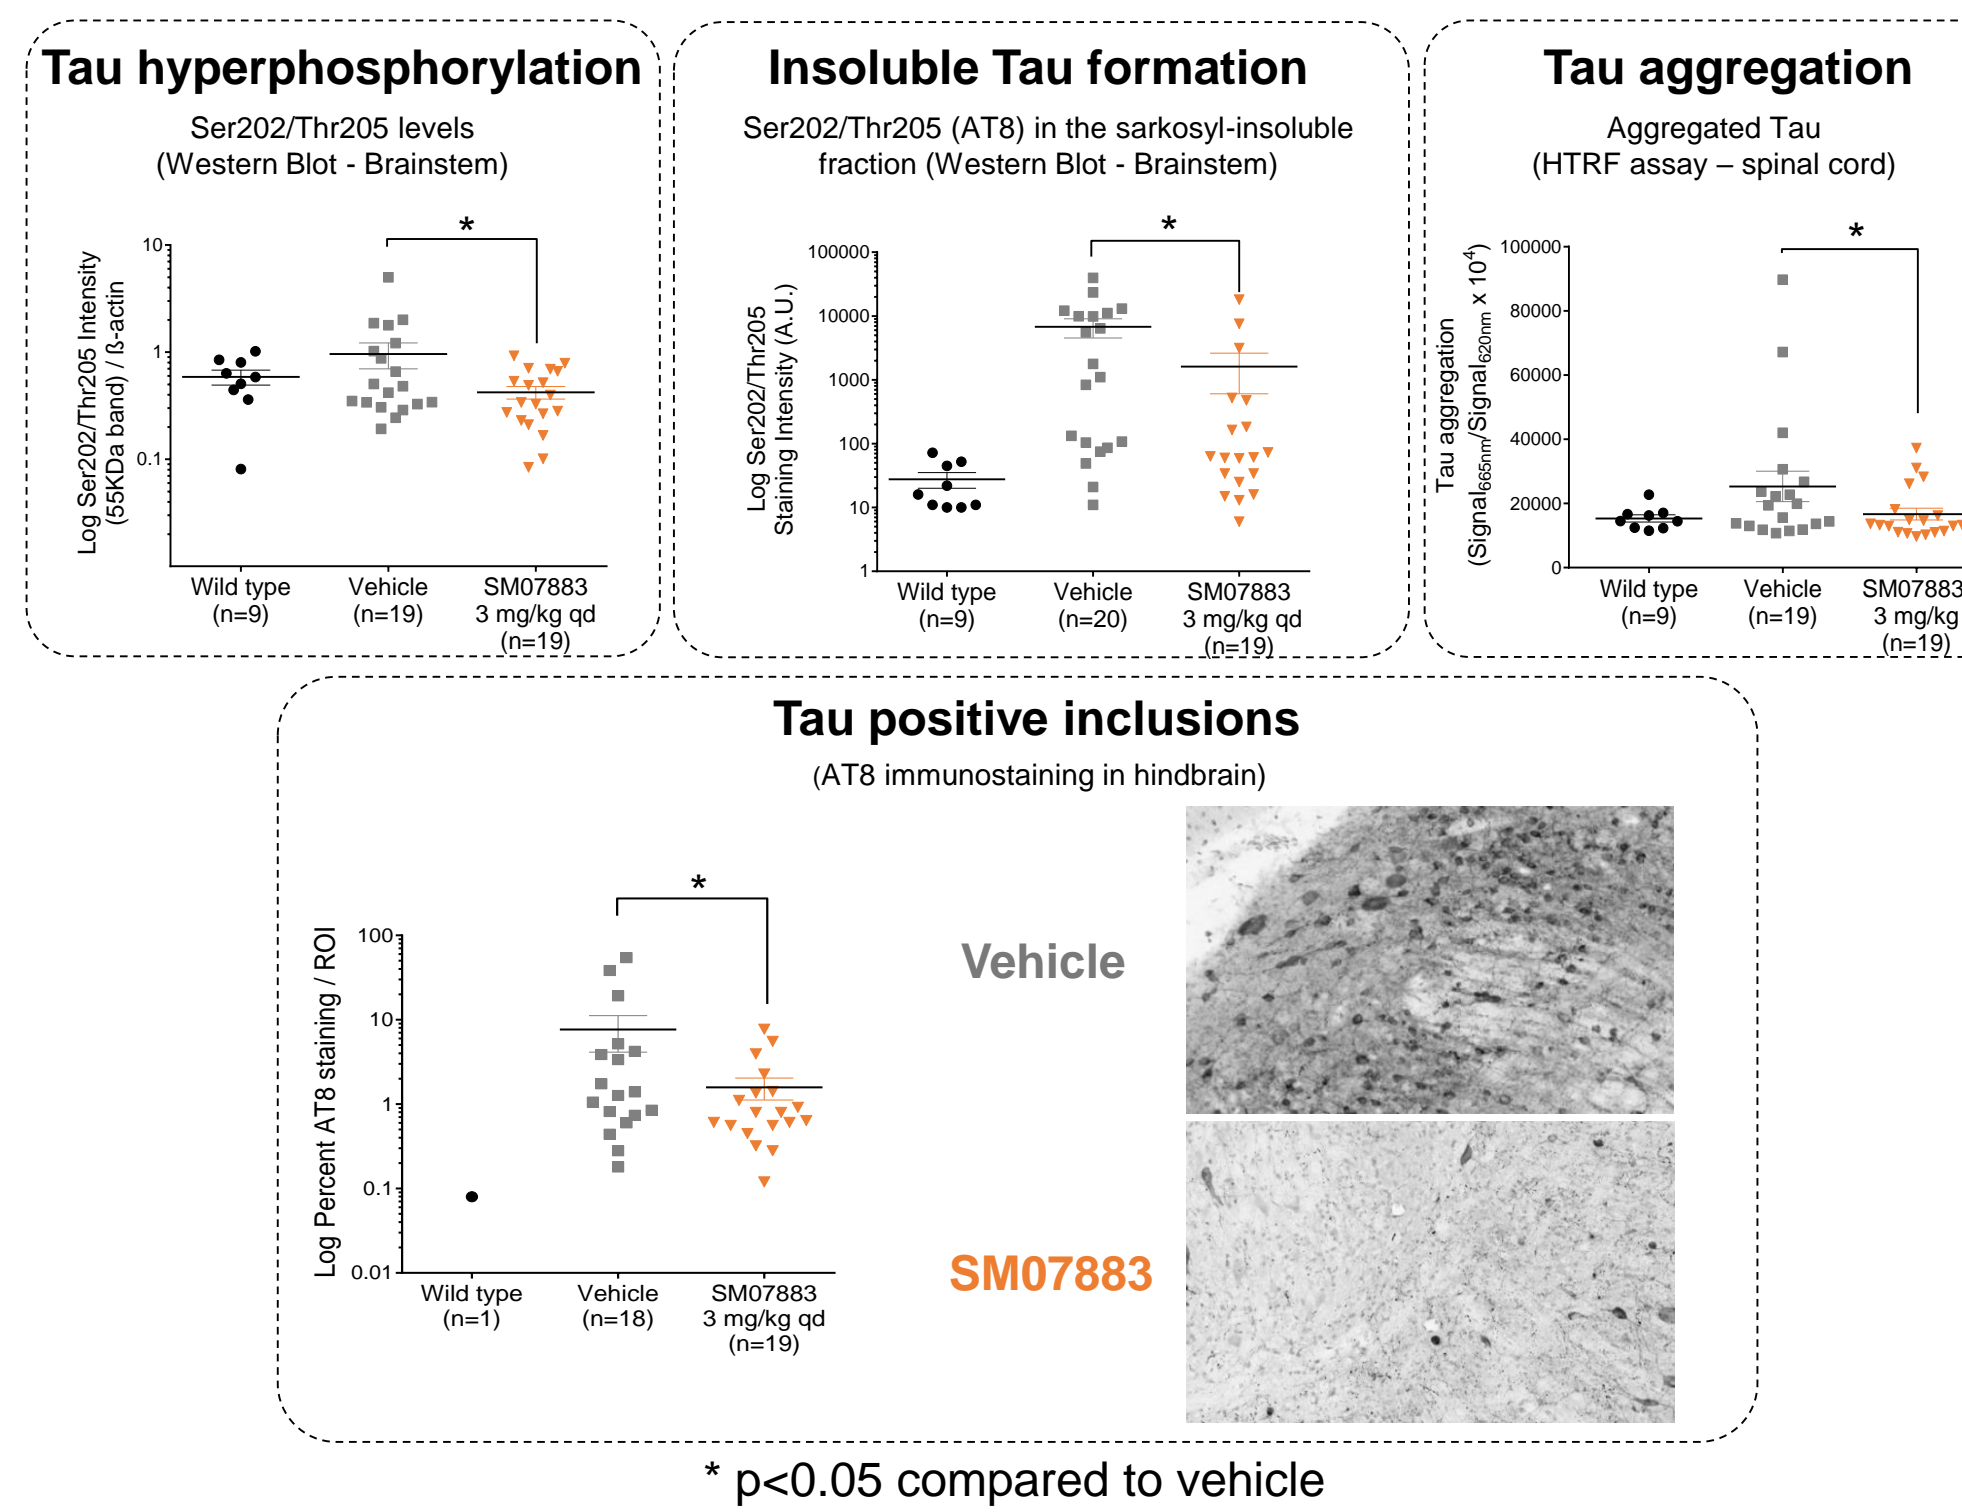 Tau hyperphosphorylation
Ser202/Thr205 levels
(Western Blot - Brainstem)
Log Ser202/Thr205 Intensity
(55KDa band) / ß-actin
*
10
1
0.1
Wild type
(n=9)
Vehicle
(n=19)
SM07883
3 mg/kg qd
(n=19)
Insoluble Tau formation
Ser202/Thr205 (AT8) in the sarkosyl-insoluble
fraction (Western Blot - Brainstem)
Log Ser202/Thr205
Staining Intensity (A.U.)
*
100000
10000
1000
100
10
1
Wild type
(n=9)
Vehicle
(n=20)
SM07883
3 mg/kg qd
(n=19)
Tau aggregation
Aggregated Tau
(HTRF assay – spinal cord)
Tau aggregation
(Signal665nm/Signal620nm x 10⁴)
*
100000
80000
60000
40000
20000
0
Wild type
(n=9)
Vehicle
(n=19)
SM07883
3 mg/kg
(n=19)
Tau positive inclusions
(AT8 immunostaining in hindbrain)
Log Percent AT8 staining / ROI
*
100
10
1
0.1
0.01
Wild type
(n=1)
Vehicle
(n=18)
SM07883
3 mg/kg qd
(n=19)
Vehicle
SM07883
* p<0.05 compared to vehicle